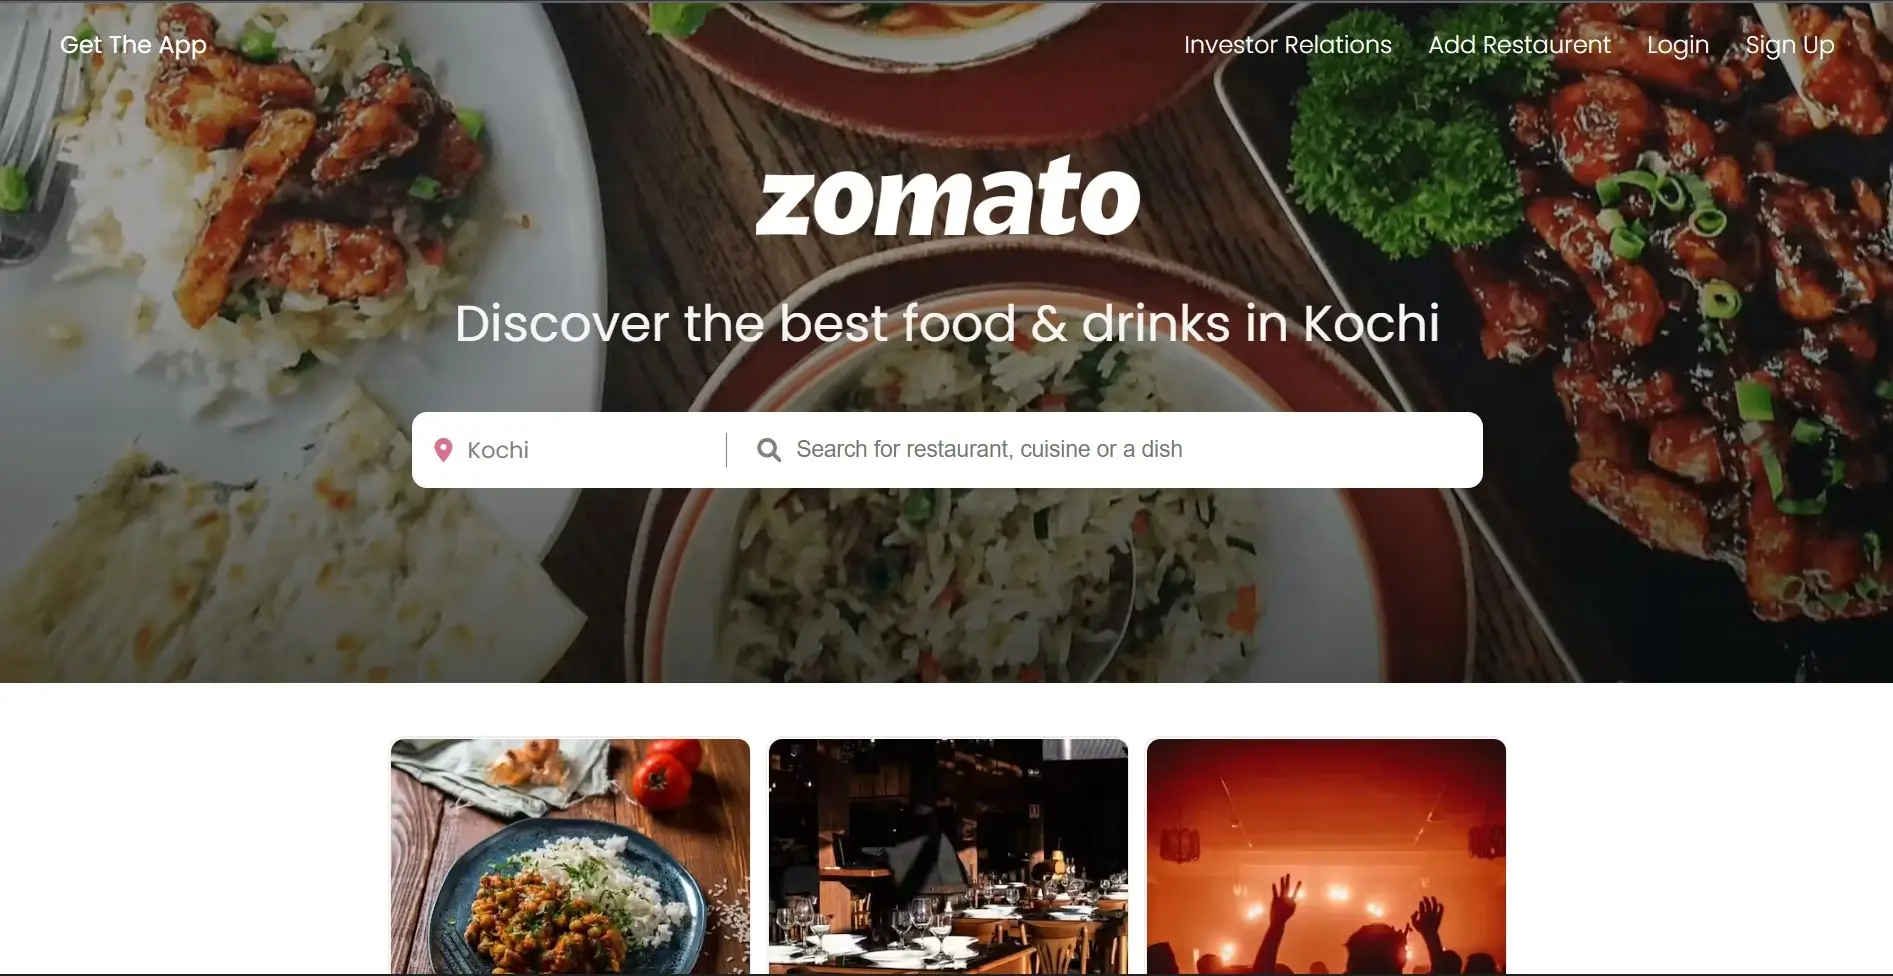 Get The App
Investor Relations Add Restaurent Login Sign Up
zomato
Discover the best food & drinks in Kochi
Kochi
Search for restaurant, cuisine or a dish